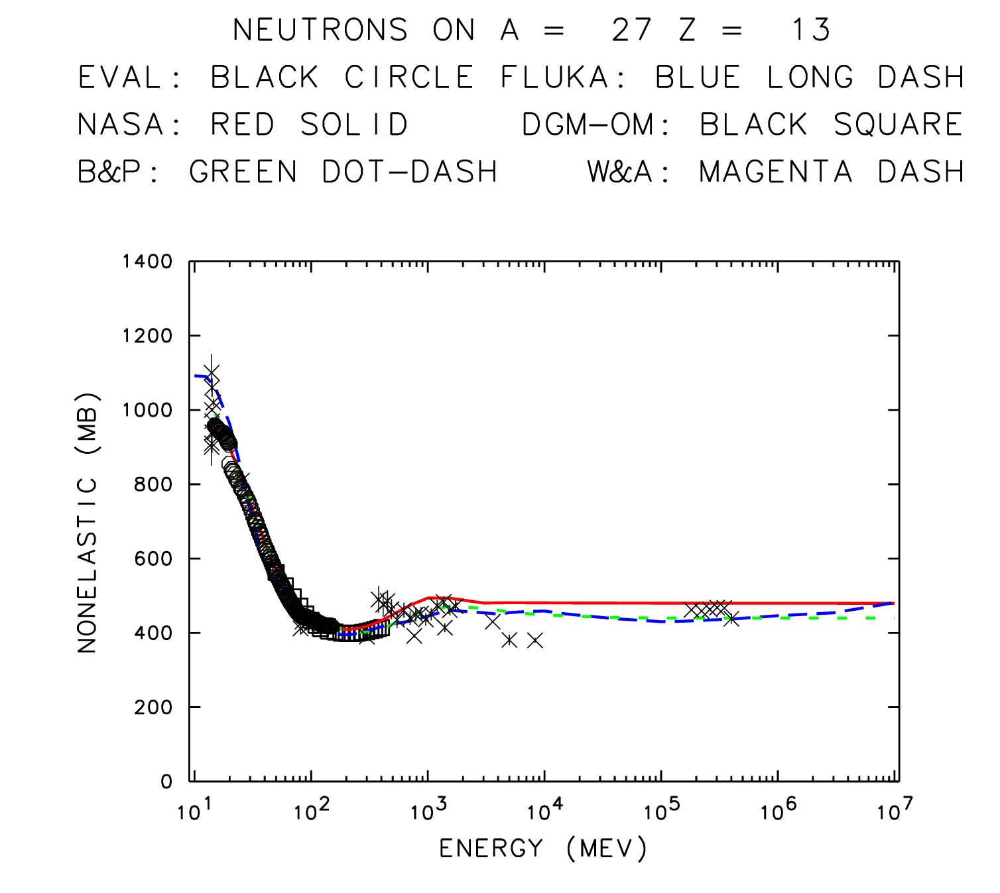 NEUTRONS ON A = 27 Z = 13
EVAL: BLACK CIRCLE FLUKA: BLUE LONG DASH
NASA: RED SOLID DGM-OM: BLACK SQUARE
B&P: GREEN DOT-DASH W&A: MAGENTA DASH
1400
1200
1000
800
600
400
200
0
NONELASTIC (MB)
10^1 10^2 10^3 10^4 10^5 10^6 10^7
ENERGY (MEV)